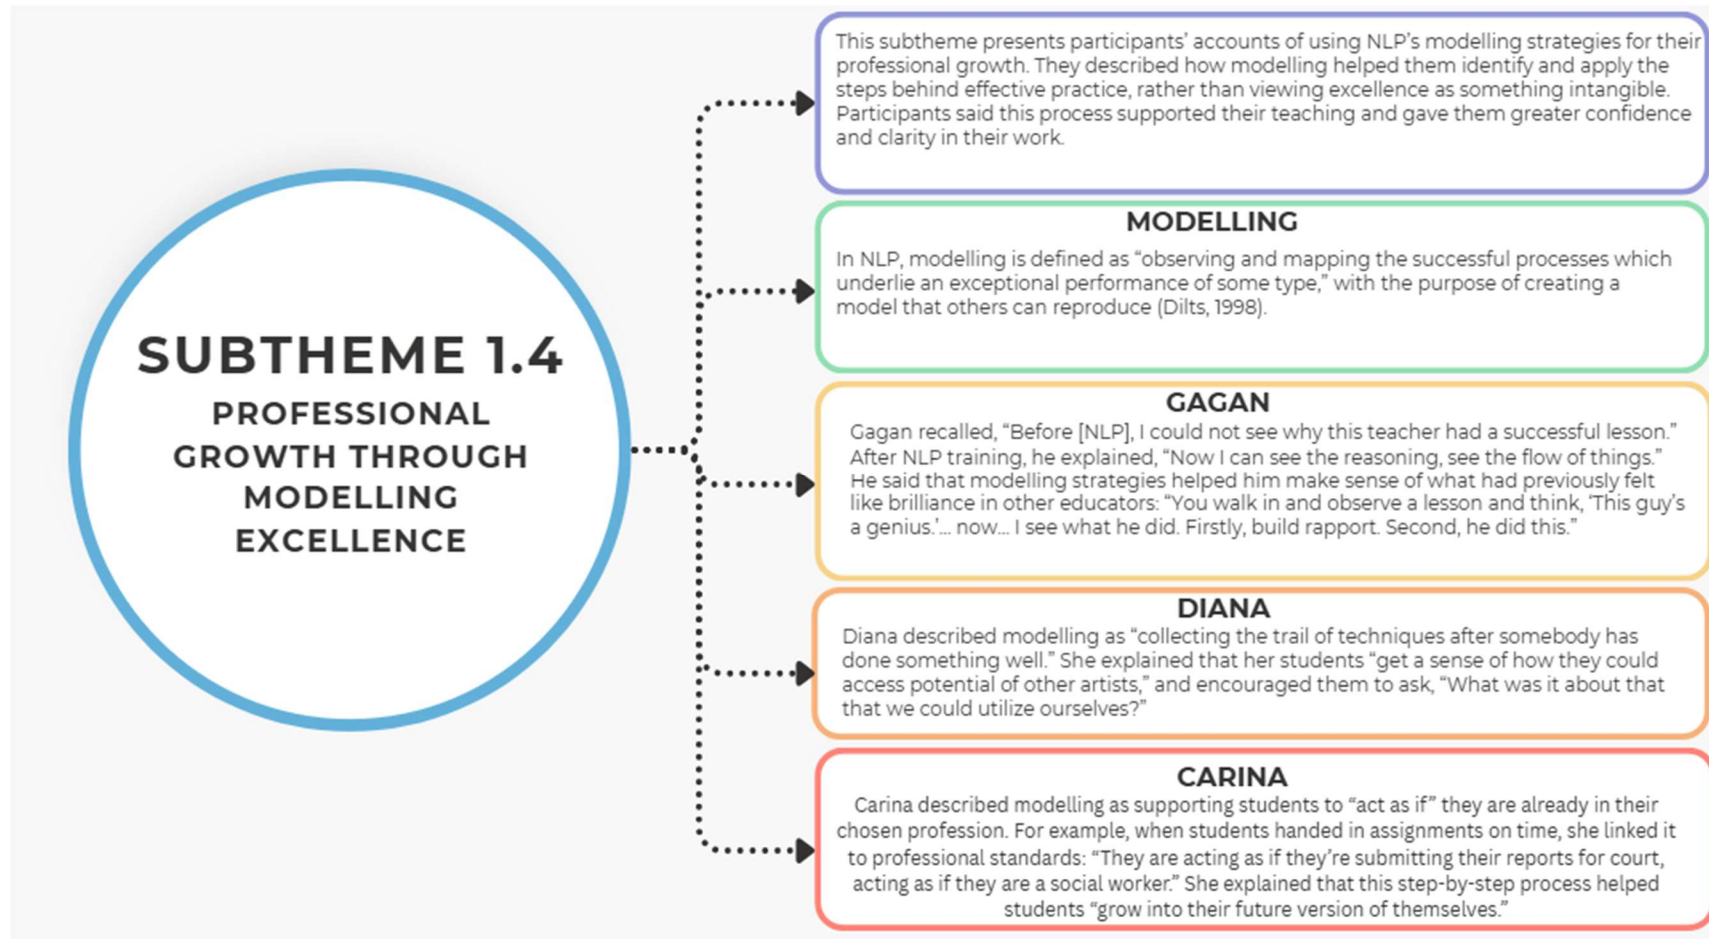 SUBTHEME 1.4
PROFESSIONAL
GROWTH THROUGH
MODELLING
EXCELLENCE
This subtheme presents participants’ accounts of using NLP’s modelling strategies for their
professional growth. They described how modelling helped them identify and apply the
steps behind effective practice, rather than viewing excellence as something intangible.
Participants said this process supported their teaching and gave them greater confidence
and clarity in their work.
MODELLING
In NLP, modelling is defined as “observing and mapping the successful processes which
underlie an exceptional performance of some type,” with the purpose of creating a
model that others can reproduce (Dilts, 1998).
GAGAN
Gagan recalled, “Before [NLP], I could not see why this teacher had a successful lesson.”
After NLP training, he explained, “Now I can see the reasoning, see the flow of things.”
He said that modelling strategies helped him make sense of what had previously felt
like brilliance in other educators: “You walk in and observe a lesson and think, ‘This guy’s
a genius.’... now... I see what he did. Firstly, build rapport. Second, he did this.”
DIANA
Diana described modelling as “collecting the trail of techniques after somebody has
done something well.” She explained that her students “get a sense of how they could
access potential of other artists,” and encouraged them to ask, “What was it about that
that we could utilize ourselves?”
CARINA
Carina described modelling as supporting students to “act as if” they are already in their
chosen profession. For example, when students handed in assignments on time, she linked it
to professional standards: “They are acting as if they’re submitting their reports for court,
acting as if they are a social worker.” She explained that this step-by-step process helped
students “grow into their future version of themselves.”